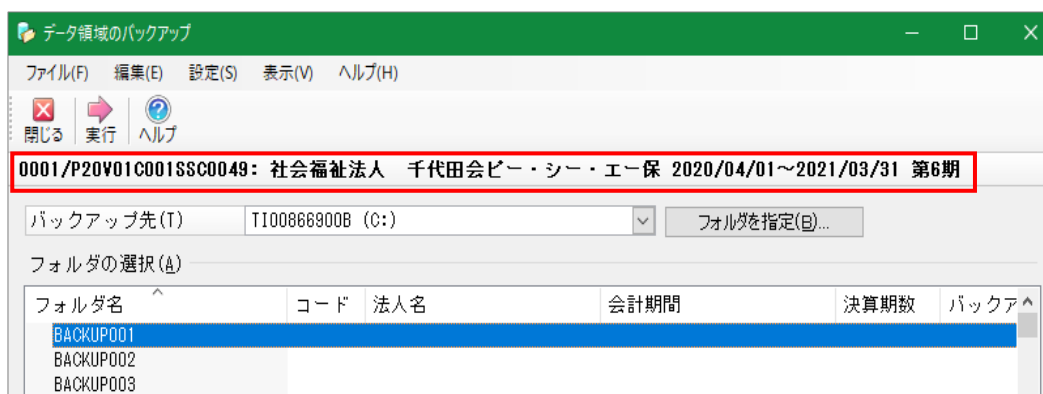 データ領域のバックアップ
ファイル(F) 編集(E) 設定(S) 表示(V) ヘルプ(H)
閉じる 実行 ヘルプ
0001/P20V01C001SSC0049: 社会福祉法人 千代田会ピー・シー・エー保 2020/04/01～2021/03/31 第6期
バックアップ先(T) TI00866900B (C:) フォルダを指定(B)...
フォルダの選択(A)
フォルダ名 コード 法人名 会計期間 決算期数 バックア
BACKUP001
BACKUP002
BACKUP003